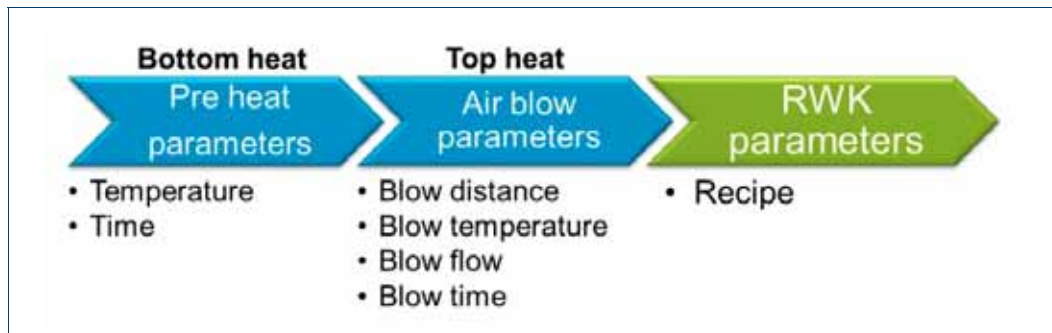 Bottom heat
Pre heat
parameters
• Temperature
• Time
Top heat
Air blow
parameters
• Blow distance
• Blow temperature
• Blow flow
• Blow time
RWK
parameters
• Recipe